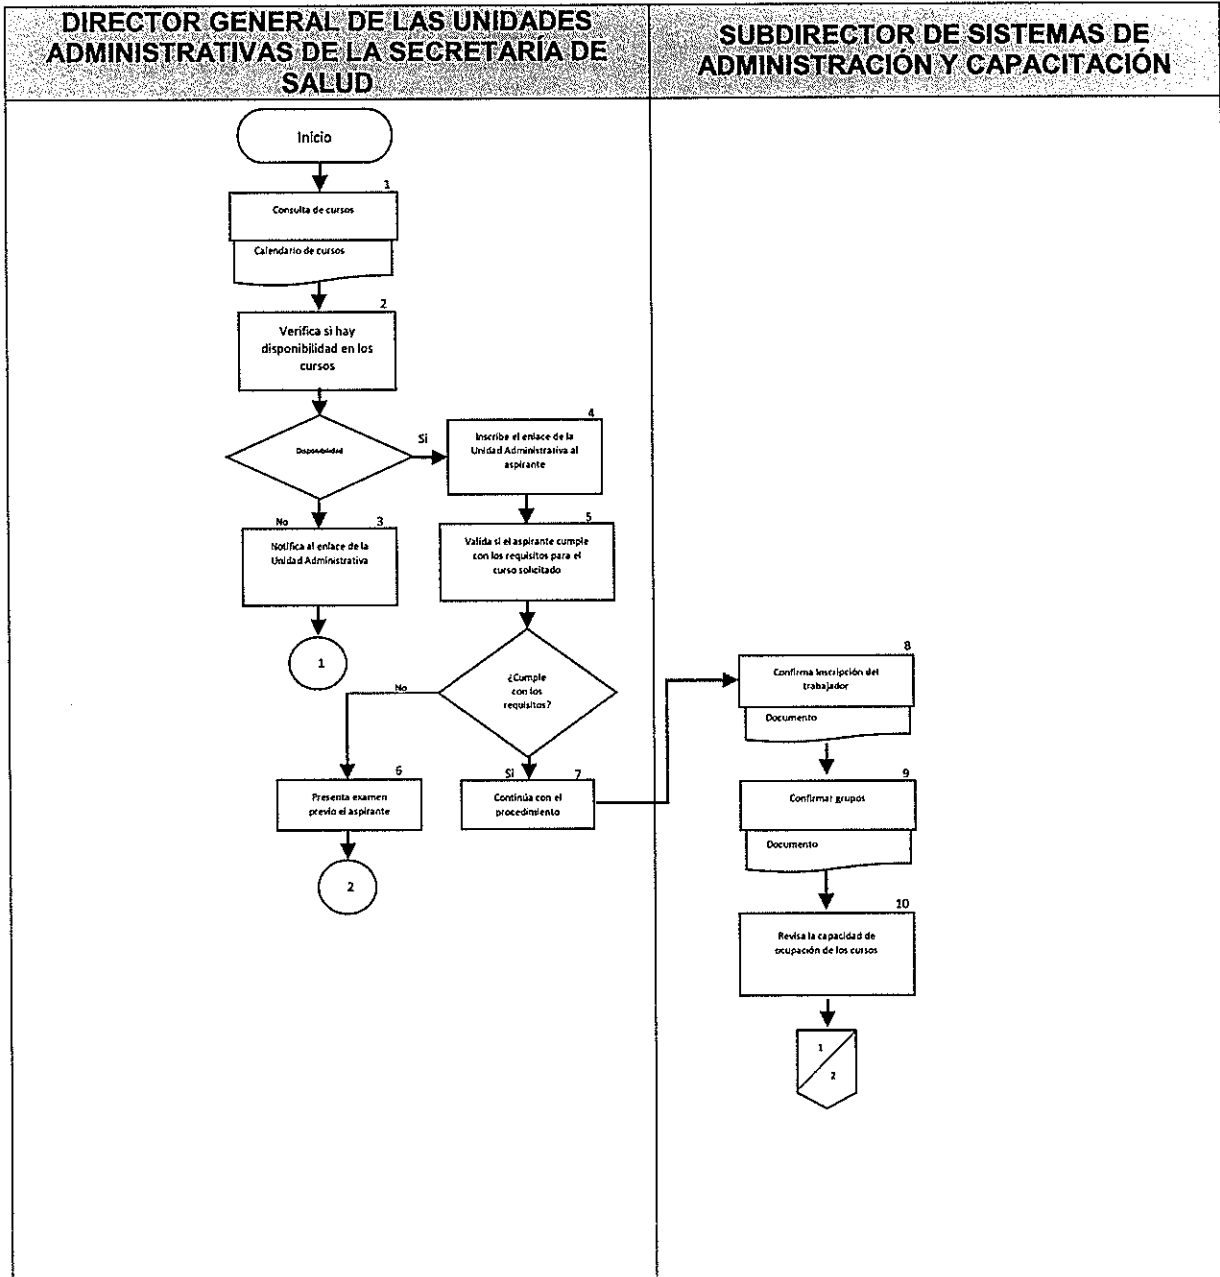 DIRECTOR GENERAL DE LAS UNIDADES
ADMINISTRATIVAS DE LA SECRETARÍA DE
SALUD
SUBDIRECTOR DE SISTEMAS DE
ADMINISTRACIÓN Y CAPACITACIÓN
Inicio
1
Consulta de cursos
Calendario de cursos
2
Verifica si hay
disponibilidad en los
cursos
Disponibilidad
Si
4
Inscribe el enlace de la
Unidad Administrativa al
aspirante
No
3
Notifica al enlace de la
Unidad Administrativa
1
5
Valida si el aspirante cumple
con los requisitos para el
curso solicitado
¿Cumple
con los
requisitos?
No
6
Presenta examen
previo el aspirante
2
Si
7
Continúa con el
procedimiento
8
Confirma inscripción del
trabajador
Documento
9
Confirmar grupos
Documento
10
Revisa la capacidad de
ocupación de los cursos
1
2